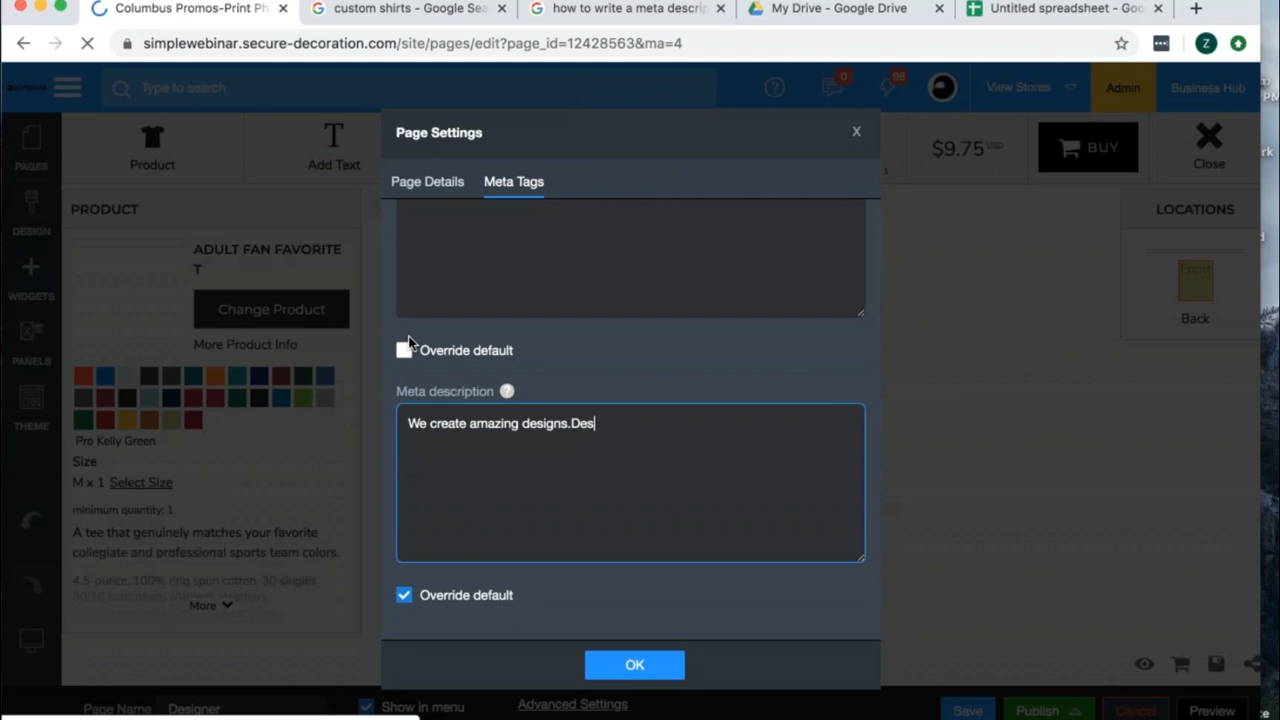 Columbus Promos-Print Ph
custom shirts - Google Sea
how to write a meta descrip
My Drive - Google Drive
Untitled spreadsheet - Goo
simplewebinar.secure-decoration.com/site/pages/edit?page_id=12428563&ma=4
Z
Type to search
0
98
View Stores
Admin
Business Hub
PAGES
DESIGN
WIDGETS
PANELS
THEME
Product
Add Text
$9.75 USD
BUY
Close
Page Settings
X
Page Details
Meta Tags
PRODUCT
ADULT FAN FAVORITE
T
Change Product
More Product Info
Pro Kelly Green
Size
M x 1 Select Size
minimum quantity: 1
A tee that genuinely matches your favorite
collegiate and professional sports team colors.
4.5-ounce, 100% ring spun cotton, 30 singles
More
Override default
Meta description ?
We create amazing designs.Des
Override default
OK
LOCATIONS
Front
Back
Page Name
Designer
Show in menu
Advanced Settings
Save
Publish
Cancel
Preview